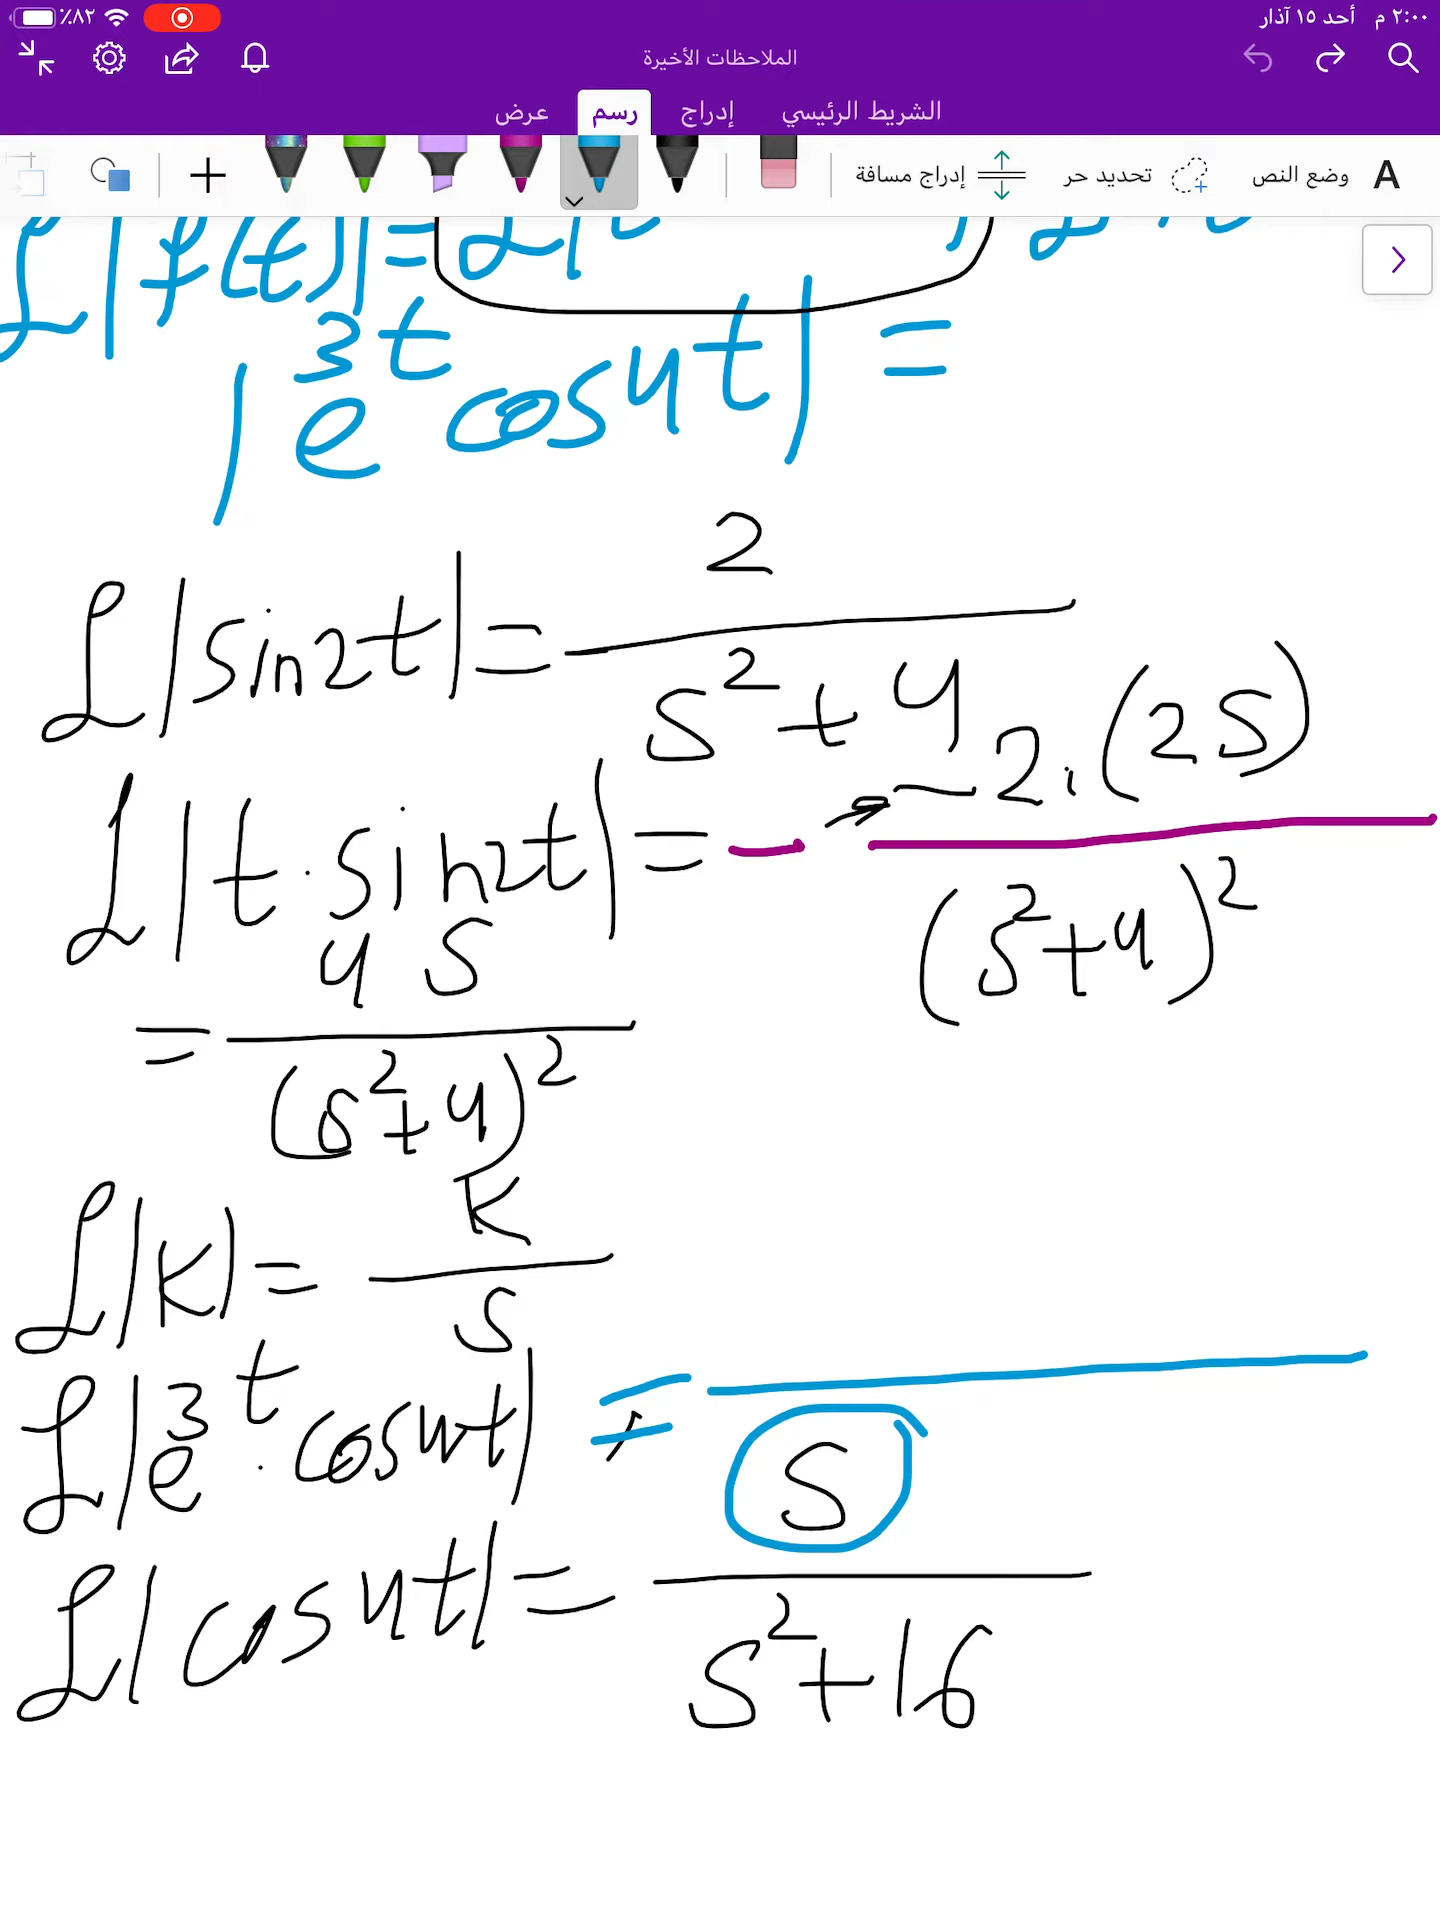 ٪٨٢ ٢:٠٠ م أحد ١٥ آذار
الملاحظات الأخيرة
الشريط الرئيسي إدراج رسم عرض
A وضع النص تحديد حر إدراج مسافة
L|f(t)|=
|e^3t cos4t| =
L|sin2t| = 2/(s^2+4)
L|t.sin2t| = - -2.(2s)/(s^2+4)^2
= 4s/(s^2+4)^2
L|k| = k/s
L|e^3t.cos4t| =
L|cos4t| = s/(s^2+16)